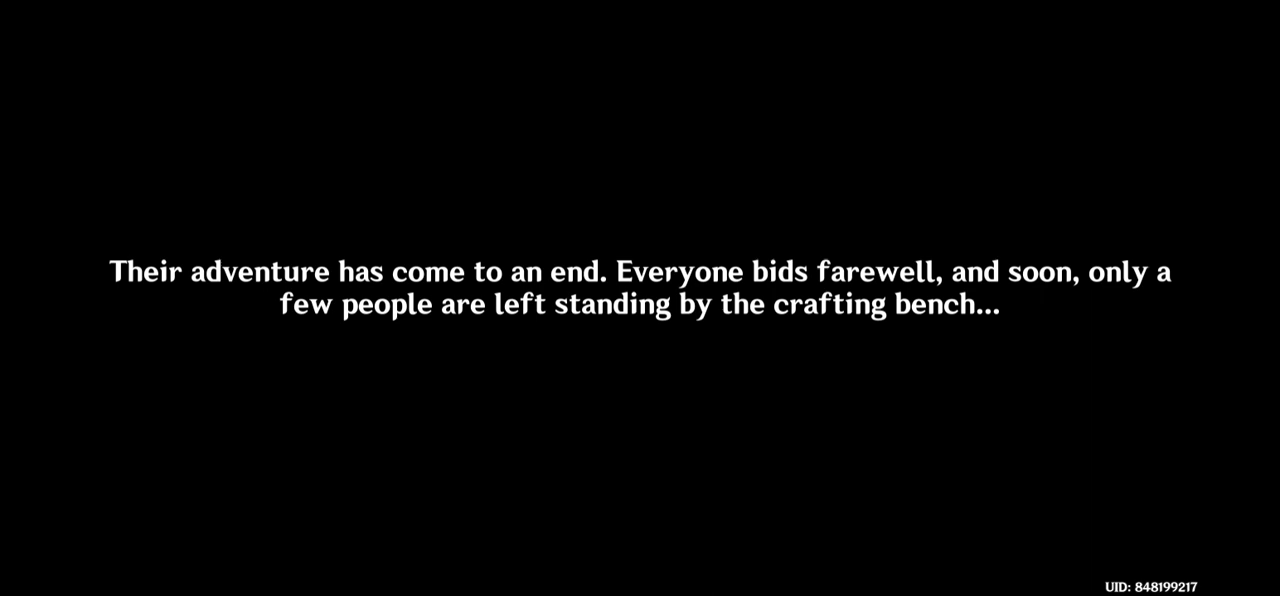 Their adventure has come to an end. Everyone bids farewell, and soon, only a
few people are left standing by the crafting bench...
UID: 848199217